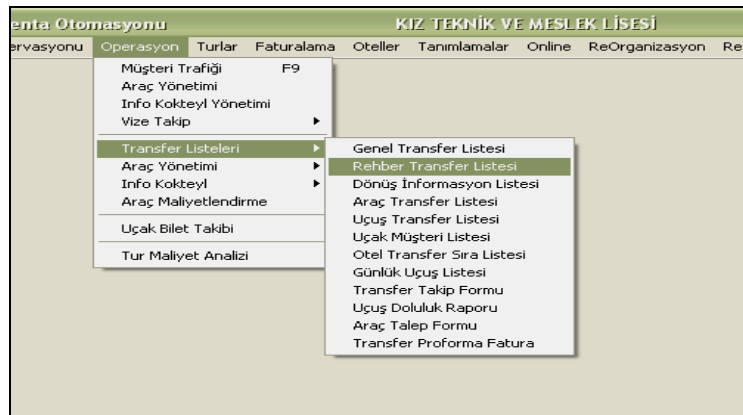 enta Otomasyonu KIZ TEKNİK VE MESLEK LİSESİ
ervasyonu Operasyon Turlar Faturalama Oteller Tanımlamalar Online ReOrganizasyon Re
Müşteri Trafiği F9
Araç Yönetimi
Info Kokteyl Yönetimi
Vize Takip
Transfer Listeleri
Araç Yönetimi
Info Kokteyl
Araç Maliyetlendirme
Uçak Bilet Takibi
Tur Maliyet Analizi
Genel Transfer Listesi
Rehber Transfer Listesi
Dönüş İnformasyon Listesi
Araç Transfer Listesi
Uçuş Transfer Listesi
Uçak Müşteri Listesi
Otel Transfer Sıra Listesi
Günlük Uçuş Listesi
Transfer Takip Formu
Uçuş Doluluk Raporu
Araç Talep Formu
Transfer Proforma Fatura